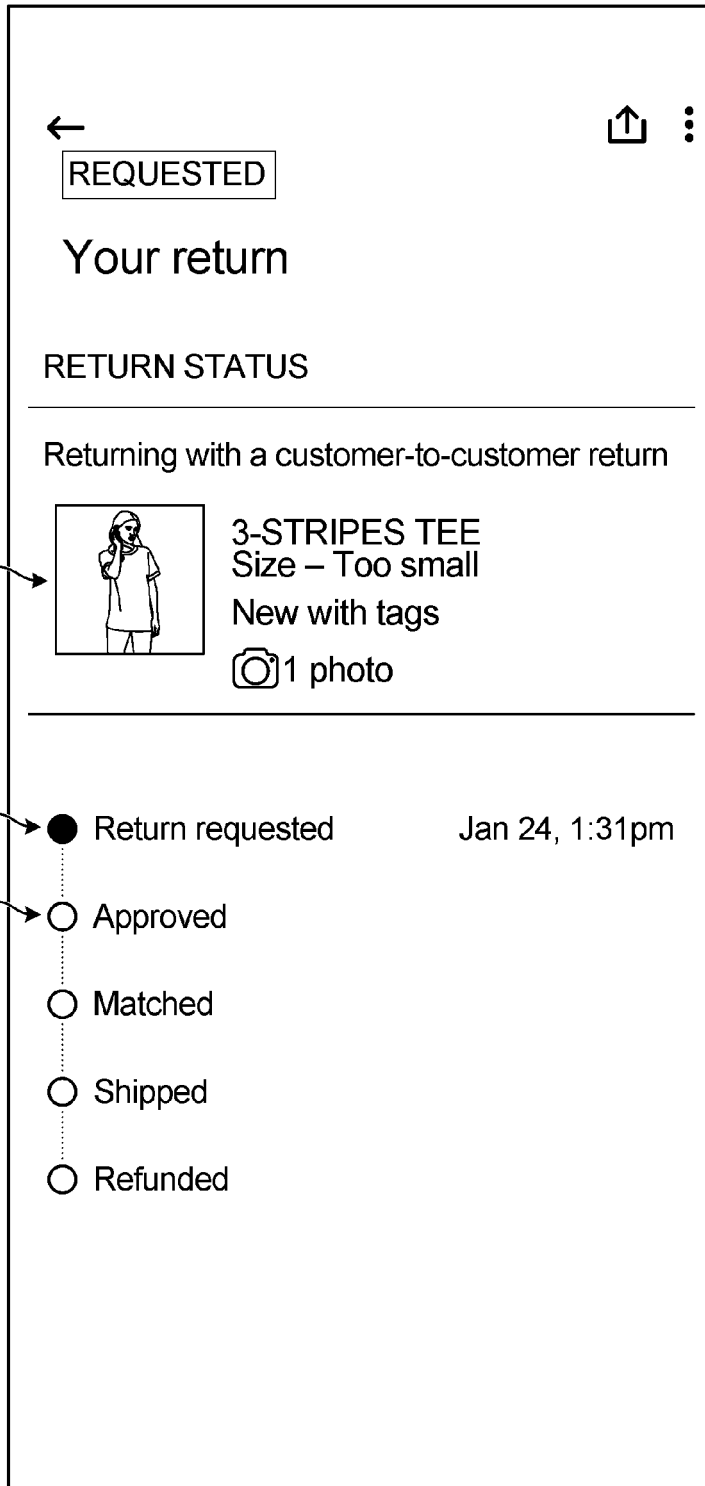 REQUESTED
Your return
RETURN STATUS
Returning with a customer-to-customer return
3-STRIPES TEE
Size – Too small
New with tags
1 photo
Return requested Jan 24, 1:31pm
Approved
Matched
Shipped
Refunded